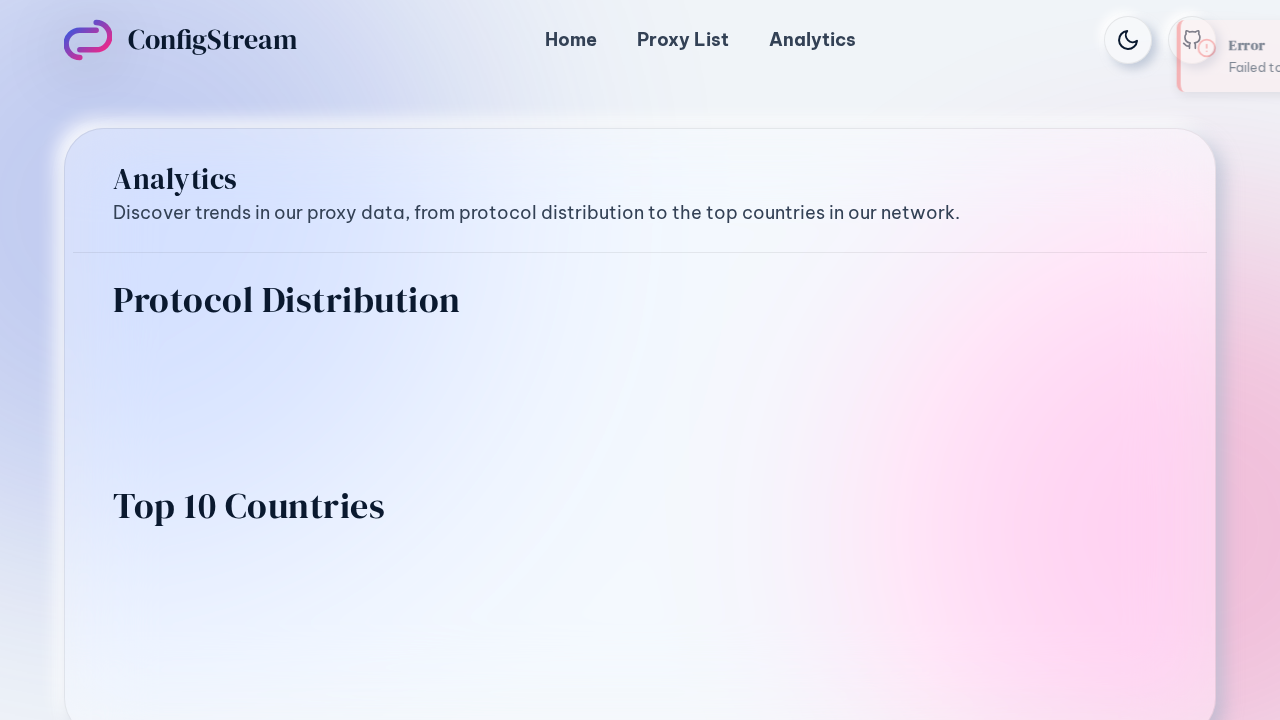 ConfigStream
Home
Proxy List
Analytics
Error
Failed to
Analytics
Discover trends in our proxy data, from protocol distribution to the top countries in our network.
Protocol Distribution
Top 10 Countries